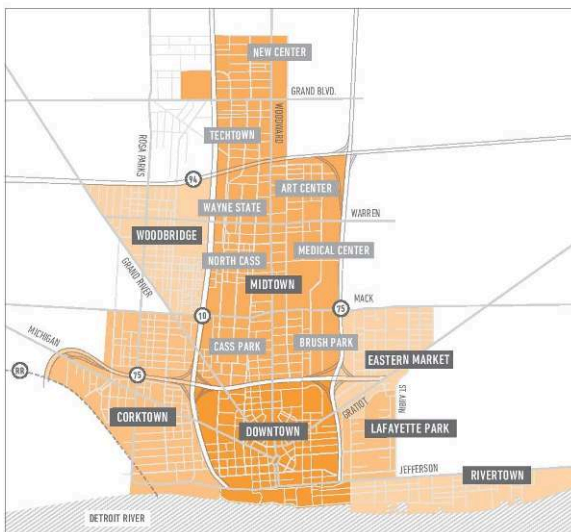 NEW CENTER
GRAND BLVD.
WOODWARD
ROSA PARKS
TECHTOWN
94
ART CENTER
WAYNE STATE
WARREN
WOODBRIDGE
MEDICAL CENTER
NORTH CASS
GRAND RIVER
MIDTOWN
MACK
10
75
MICHIGAN
CASS PARK
BRUSH PARK
EASTERN MARKET
RR
75
ST. AUBIN
CORKTOWN
GRATIOT
DOWNTOWN
LAFAYETTE PARK
JEFFERSON
RIVERTOWN
DETROIT RIVER